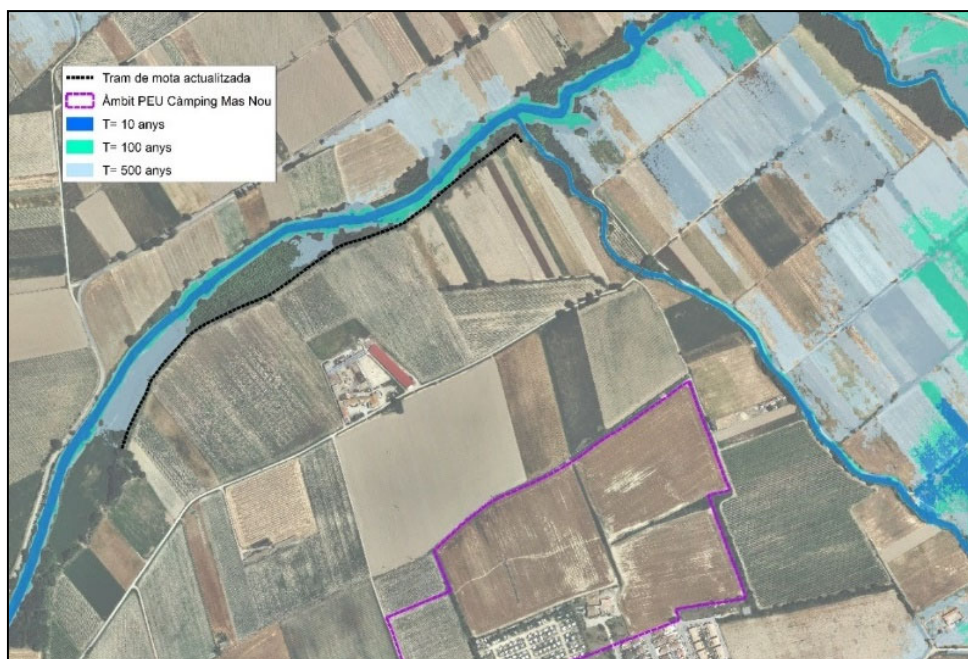 Tram de mota actualitzada
Àmbit PEU Càmping Mas Nou
T= 10 anys
T= 100 anys
T= 500 anys